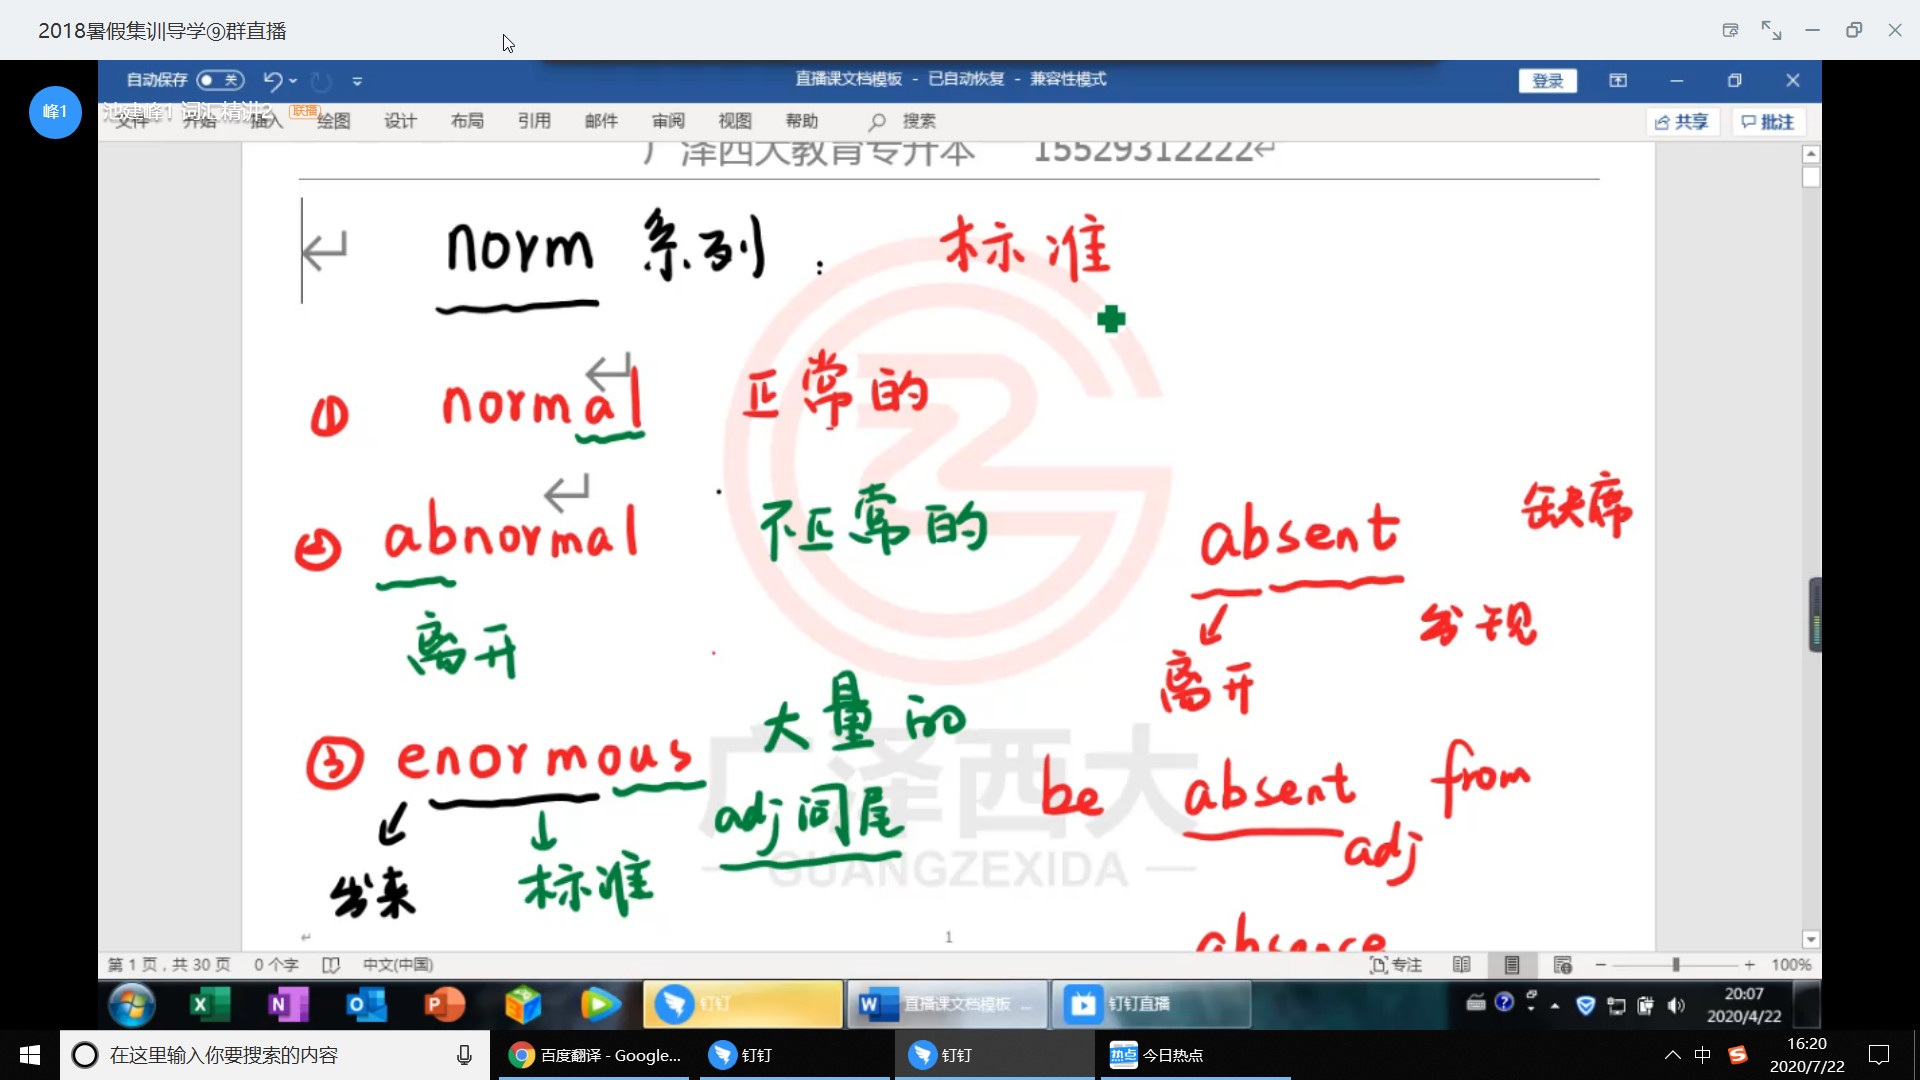 2018暑假集训导学⑨群直播
自动保存 关
直播课文档模板 - 已自动恢复 - 兼容性模式
登录
峰1
池建峰1 词汇精讲2 联播
文件 开始 插入 绘图 设计 布局 引用 邮件 审阅 视图 帮助 搜索
共享 批注
广泽西大教育专升本 15529312222
norm 系列 : 标准
① normal 正常的
② abnormal 不正常的
离开
absent 缺席
离开
出现
③ enormous 大量的
adj词尾
出来 标准
be absent from
adj
absence
广泽西大
GUANGZEXIDA
1
第 1 页,共 30 页 0 个字 中文(中国)
专注 100%
钉钉
直播课文档模板 ...
钉钉直播
20:07
2020/4/22
在这里输入你要搜索的内容
百度翻译 - Google...
钉钉
钉钉
热点 今日热点
中
16:20
2020/7/22